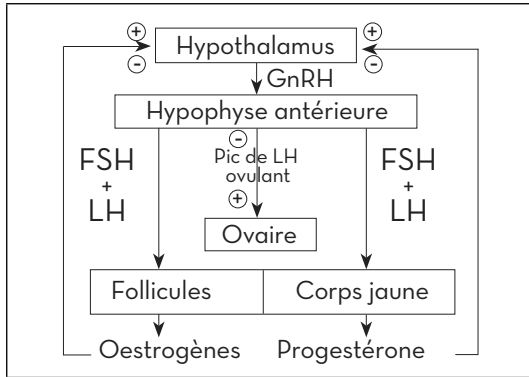 + Hypothalamus +
- -
GnRH
Hypophyse antérieure
-
FSH + LH
Pic de LH
ovulant
FSH + LH
+
Ovaire
Follicules Corps jaune
Oestrogènes Progestérone